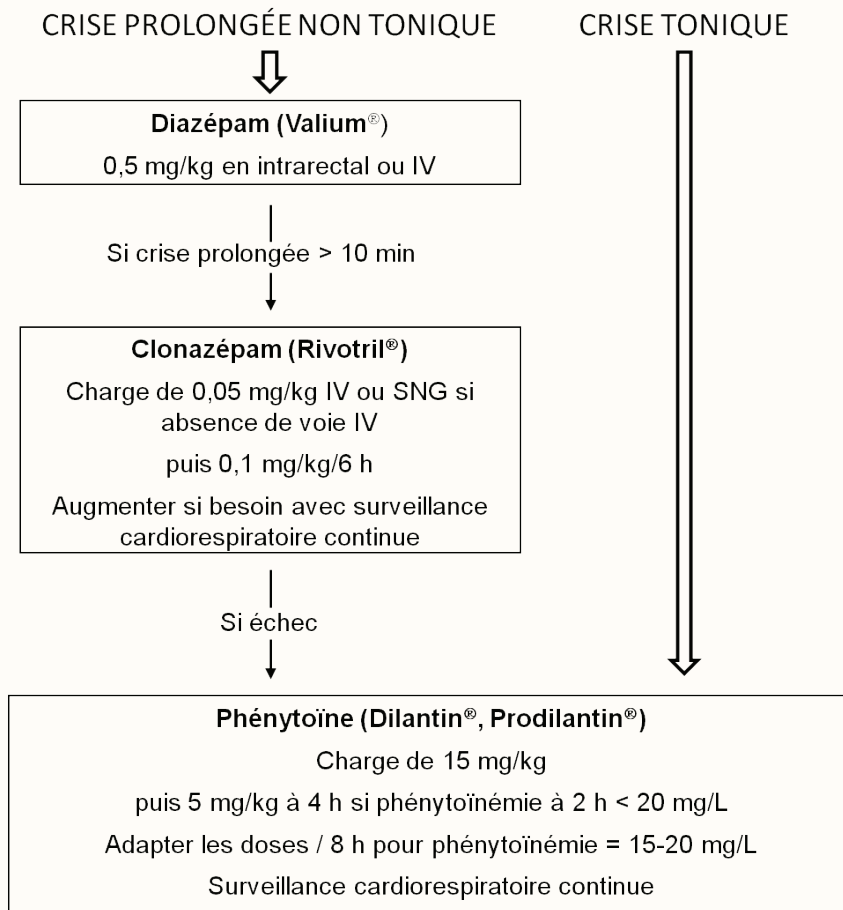 CRISE PROLONGÉE NON TONIQUE
CRISE TONIQUE
Diazépam (Valium®)
0,5 mg/kg en intrarectal ou IV
Si crise prolongée > 10 min
Clonazépam (Rivotril®)
Charge de 0,05 mg/kg IV ou SNG si
absence de voie IV
puis 0,1 mg/kg/6 h
Augmenter si besoin avec surveillance
cardiorespiratoire continue
Si échec
Phénytoïne (Dilantin®, Prodilantin®)
Charge de 15 mg/kg
puis 5 mg/kg à 4 h si phénytoïnémie à 2 h < 20 mg/L
Adapter les doses / 8 h pour phénytoïnémie = 15-20 mg/L
Surveillance cardiorespiratoire continue